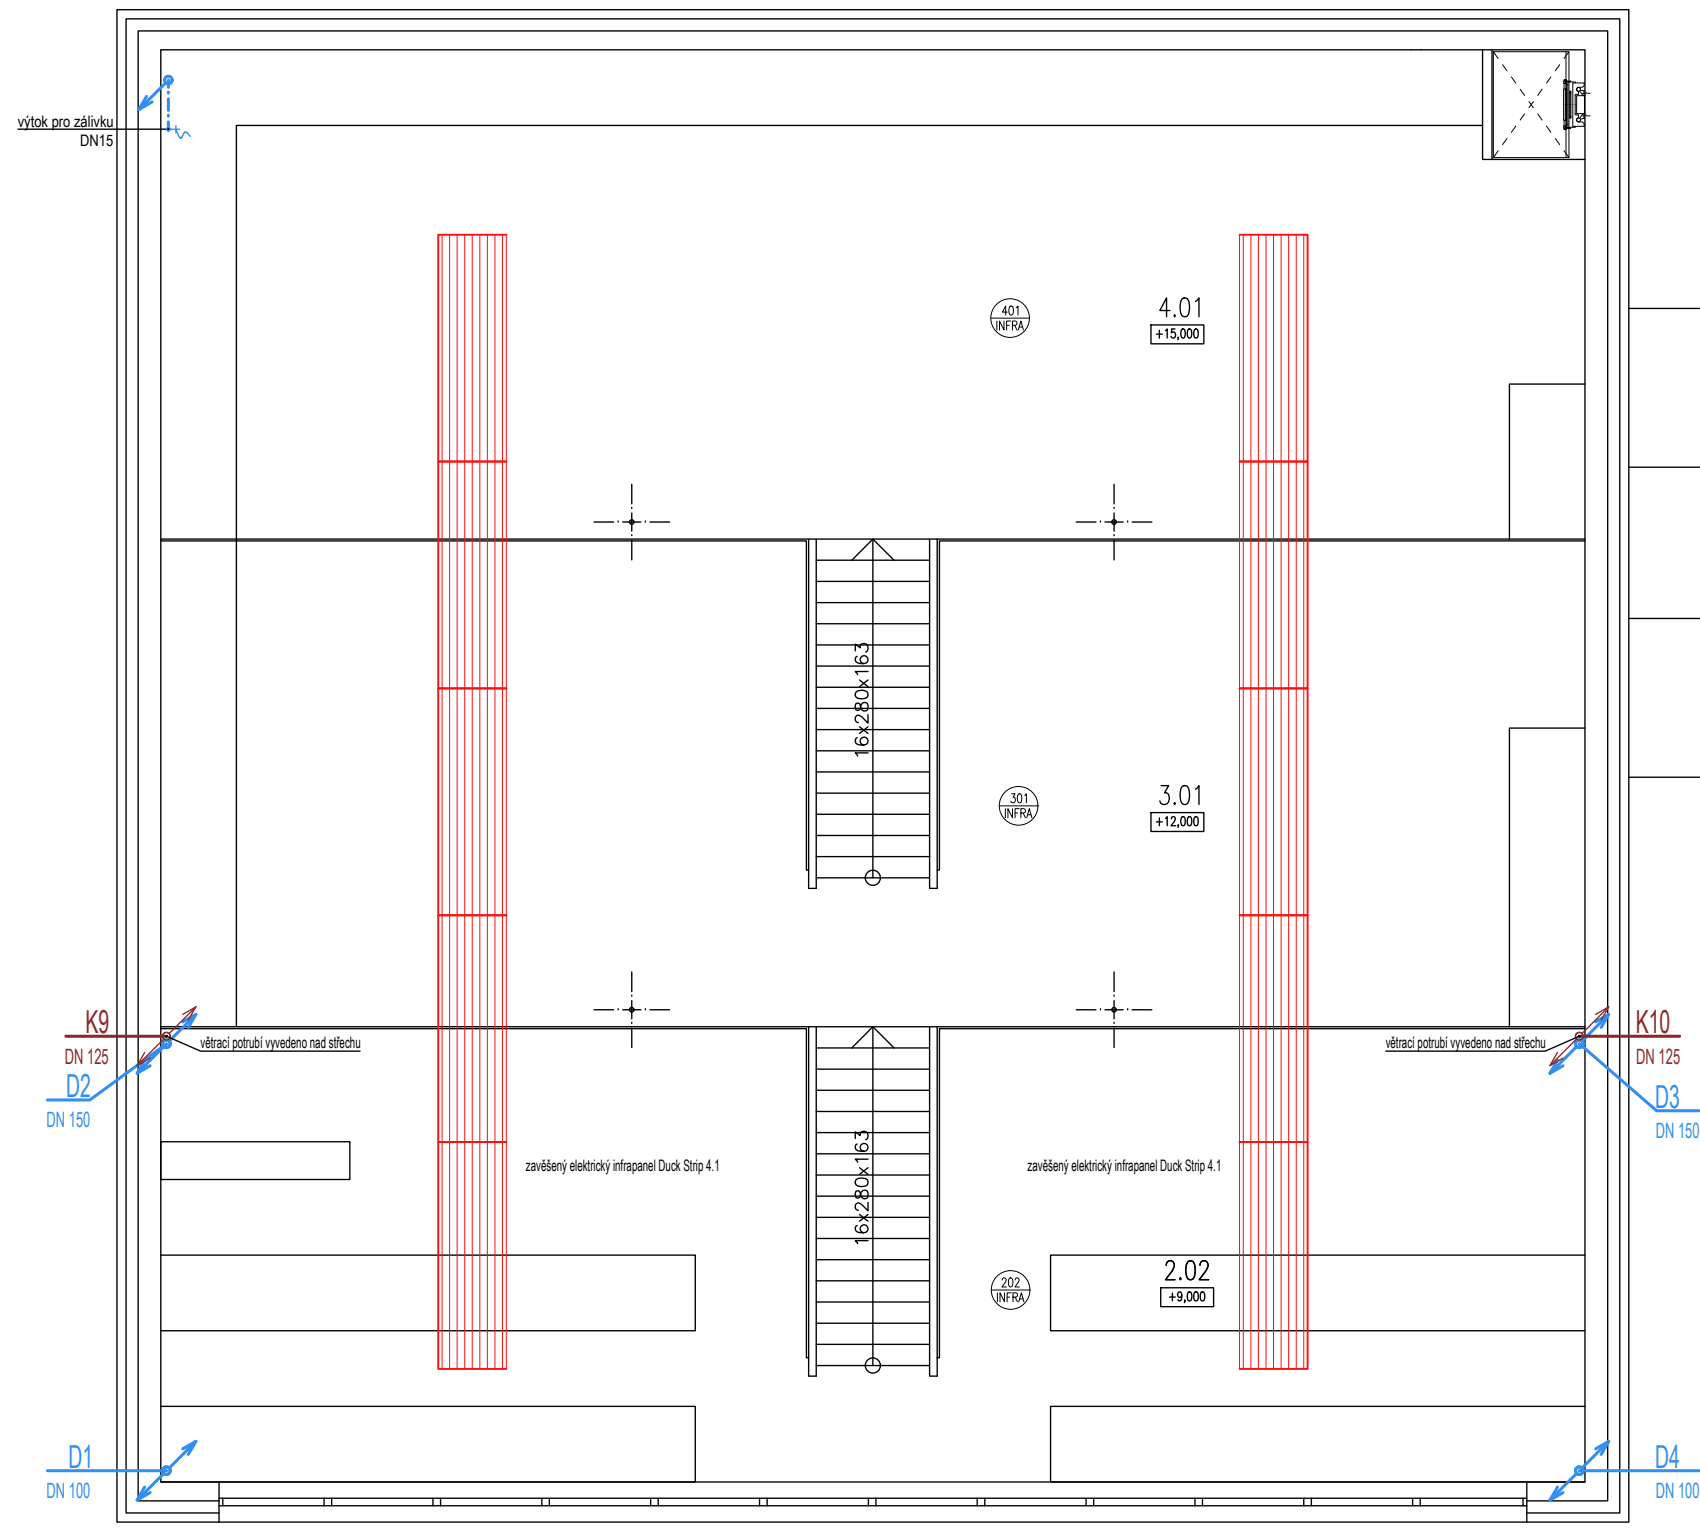 výtok pro zálivku
DN15
401
INFRA
4.01
+15,000
16x280x163
301
INFRA
3.01
+12,000
K9
DN 125
větrací potrubí vyvedeno nad střechu
D2
DN 150
větrací potrubí vyvedeno nad střechu
K10
DN 125
D3
DN 150
zavěšený elektrický infrapanel Duck Strip 4.1
16x280x163
zavěšený elektrický infrapanel Duck Strip 4.1
202
INFRA
2.02
+9,000
D1
DN 100
D4
DN 100